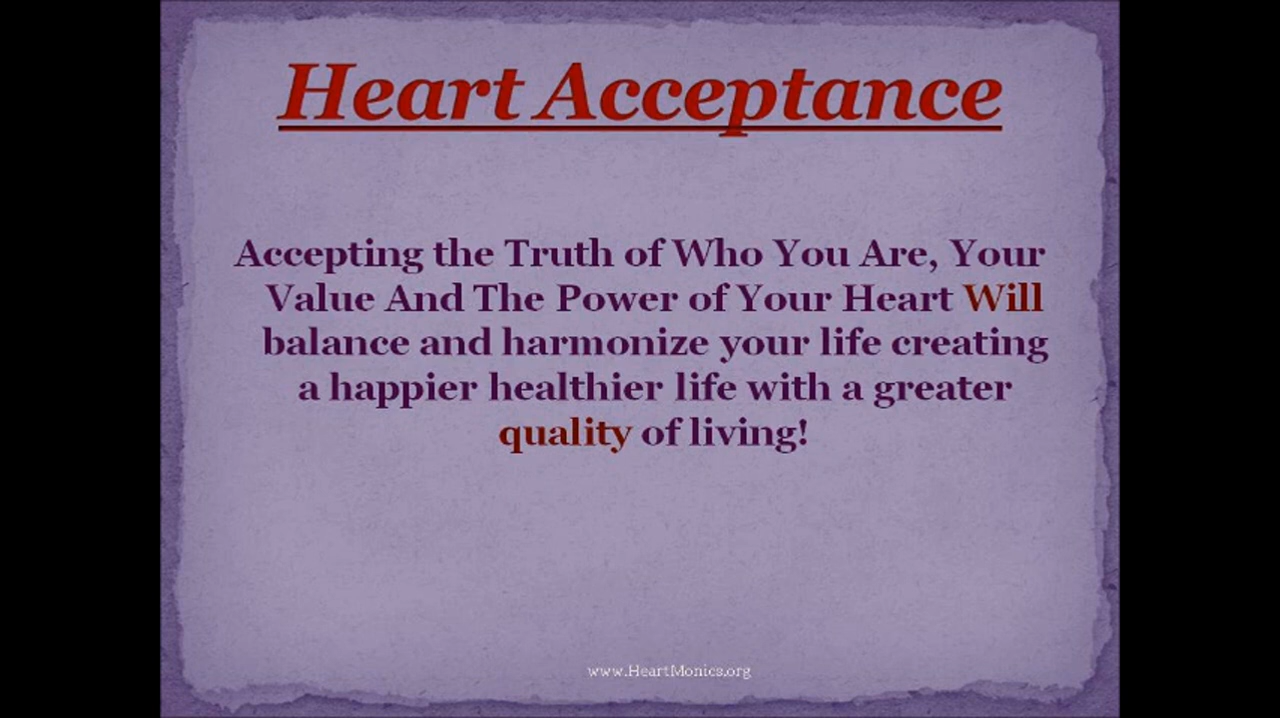 Heart Acceptance
Accepting the Truth of Who You Are, Your
Value And The Power of Your Heart Will
balance and harmonize your life creating
a happier healthier life with a greater
quality of living!
www.HeartMonics.org